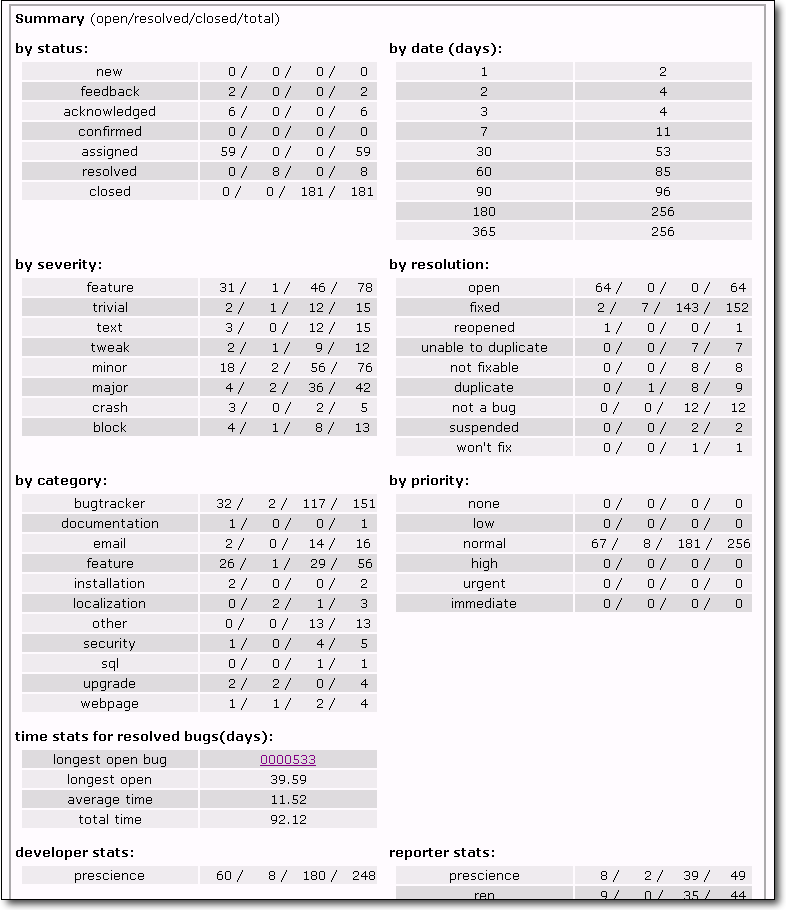 Summary (open/resolved/closed/total)
by status:
new 0 / 0 / 0 / 0
feedback 2 / 0 / 0 / 2
acknowledged 6 / 0 / 0 / 6
confirmed 0 / 0 / 0 / 0
assigned 59 / 0 / 0 / 59
resolved 0 / 8 / 0 / 8
closed 0 / 0 / 181 / 181
by date (days):
1 2
2 4
3 4
7 11
30 53
60 85
90 96
180 256
365 256
by severity:
feature 31 / 1 / 46 / 78
trivial 2 / 1 / 12 / 15
text 3 / 0 / 12 / 15
tweak 2 / 1 / 9 / 12
minor 18 / 2 / 56 / 76
major 4 / 2 / 36 / 42
crash 3 / 0 / 2 / 5
block 4 / 1 / 8 / 13
by resolution:
open 64 / 0 / 0 / 64
fixed 2 / 7 / 143 / 152
reopened 1 / 0 / 0 / 1
unable to duplicate 0 / 0 / 7 / 7
not fixable 0 / 0 / 8 / 8
duplicate 0 / 1 / 8 / 9
not a bug 0 / 0 / 12 / 12
suspended 0 / 0 / 2 / 2
won't fix 0 / 0 / 1 / 1
by category:
bugtracker 32 / 2 / 117 / 151
documentation 1 / 0 / 0 / 1
email 2 / 0 / 14 / 16
feature 26 / 1 / 29 / 56
installation 2 / 0 / 0 / 2
localization 0 / 2 / 1 / 3
other 0 / 0 / 13 / 13
security 1 / 0 / 4 / 5
sql 0 / 0 / 1 / 1
upgrade 2 / 2 / 0 / 4
webpage 1 / 1 / 2 / 4
by priority:
none 0 / 0 / 0 / 0
low 0 / 0 / 0 / 0
normal 67 / 8 / 181 / 256
high 0 / 0 / 0 / 0
urgent 0 / 0 / 0 / 0
immediate 0 / 0 / 0 / 0
time stats for resolved bugs(days):
longest open bug 0000533
longest open 39.59
average time 11.52
total time 92.12
developer stats:
prescience 60 / 8 / 180 / 248
reporter stats:
prescience 8 / 2 / 39 / 49
ren 9 / 0 / 35 / 44